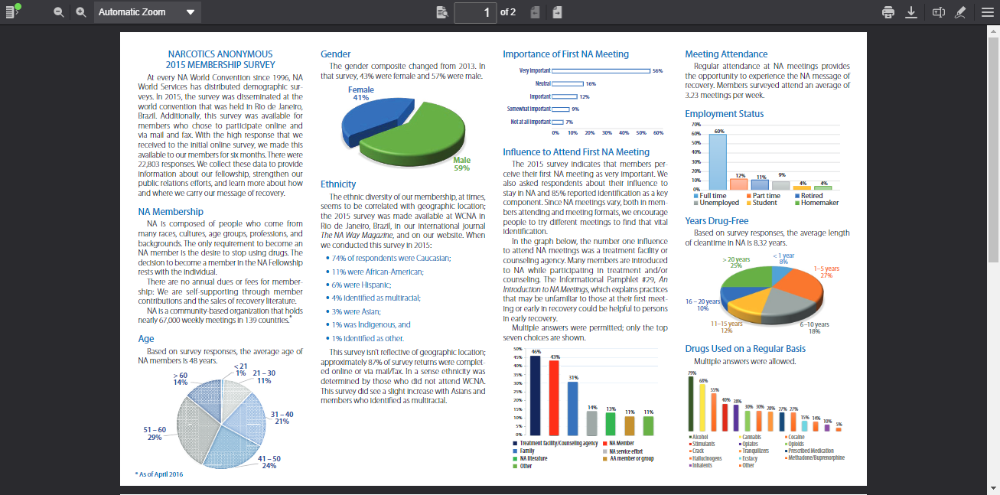 Automatic Zoom
1 of 2
NARCOTICS ANONYMOUS
2015 MEMBERSHIP SURVEY
At every NA World Convention since 1996, NA
World Services has distributed demographic sur-
veys. In 2015, the survey was disseminated at the
world convention that was held in Rio de Janeiro,
Brazil. Additionally, this survey was available for
members who chose to participate online and
via mail and fax. With the high response that we
received to the initial online survey, we made this
available to our members for six months. There were
22,803 responses. We collect these data to provide
information about our fellowship, strengthen our
public relations efforts, and learn more about how
and where we carry our message of recovery.
NA Membership
NA is composed of people who come from
many races, cultures, age groups, professions, and
backgrounds. The only requirement to become an
NA member is the desire to stop using drugs. The
decision to become a member in the NA Fellowship
rests with the individual.
There are no annual dues or fees for member-
ship: We are self-supporting through member
contributions and the sales of recovery literature.
NA is a community-based organization that holds
nearly 67,000 weekly meetings in 139 countries.*
Age
Based on survey responses, the average age of
NA members is 48 years.
< 21
1%
21 – 30
11%
31 – 40
21%
41 – 50
24%
51 – 60
29%
> 60
14%
* As of April 2016
Gender
The gender composite changed from 2013. In
that survey, 43% were female and 57% were male.
Female
41%
Male
59%
Ethnicity
The ethnic diversity of our membership, at times,
seems to be correlated with geographic location;
the 2015 survey was made available at WCNA in
Rio de Janeiro, Brazil, in our international journal
The NA Way Magazine, and on our website. When
we conducted this survey in 2015:
• 74% of respondents were Caucasian;
• 11% were African-American;
• 6% were Hispanic;
• 4% identified as multiracial;
• 3% were Asian;
• 1% was Indigenous, and
• 1% identified as other.
This survey isn't reflective of geographic location;
approximately 87% of survey returns were complet-
ed online or via mail/fax. In a sense ethnicity was
determined by those who did not attend WCNA.
This survey did see a slight increase with Asians and
members who identified as multiracial.
Importance of First NA Meeting
Very Important 56%
Neutral 16%
Important 12%
Somewhat Important 9%
Not at all Important 7%
0% 10% 20% 30% 40% 50% 60%
Influence to Attend First NA Meeting
The 2015 survey indicates that members per-
ceive their first NA meeting as very important. We
also asked respondents about their influence to
stay in NA and 85% reported identification as a key
component. Since NA meetings vary, both in mem-
bers attending and meeting formats, we encourage
people to try different meetings to find that vital
identification.
In the graph below, the number one influence
to attend NA meetings was a treatment facility or
counseling agency. Many members are introduced
to NA while participating in treatment and/or
counseling. The Informational Pamphlet #29, An
Introduction to NA Meetings, which explains practices
that may be unfamiliar to those at their first meet-
ing or early in recovery could be helpful to persons
in early recovery.
Multiple answers were permitted; only the top
seven choices are shown.
50%
45%
40%
35%
30%
25%
20%
15%
10%
5%
0%
46% 43% 31% 14% 13% 11% 11%
Treatment facility/Counseling agency NA Member
Family NA service effort
NA literature AA member or group
Other
Meeting Attendance
Regular attendance at NA meetings provides
the opportunity to experience the NA message of
recovery. Members surveyed attend an average of
3.23 meetings per week.
Employment Status
70%
60%
50%
40%
30%
20%
10%
0%
60% 12% 11% 9% 4% 4%
Full time Part time Retired
Unemployed Student Homemaker
Years Drug-Free
Based on survey responses, the average length
of cleantime in NA is 8.32 years.
< 1 year
8%
1–5 years
27%
6–10 years
18%
11–15 years
12%
16 – 20 years
10%
> 20 years
25%
Drugs Used on a Regular Basis
Multiple answers were allowed.
79% 68% 55% 40% 38% 30% 30% 28% 27% 27% 15% 14% 10% 5%
Alcohol Cannabis Cocaine
Stimulants Opiates Opioids
Crack Tranquilizers Prescribed Medication
Hallucinogens Ecstacy Methadone/Buprenorphine
Inhalents Other